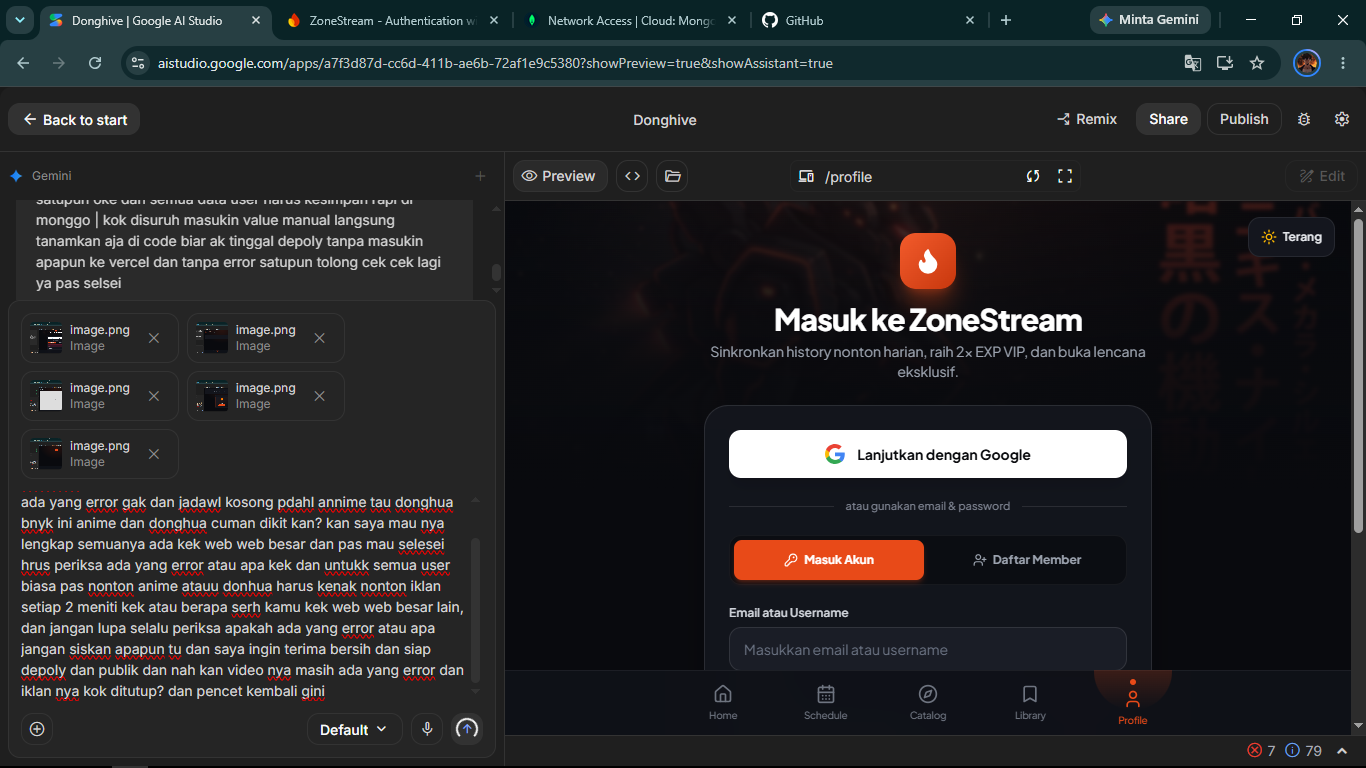 Donghive | Google AI Studio
ZoneStream - Authentication wi
Network Access | Cloud: Mongo
GitHub
Minta Gemini
aistudio.google.com/apps/a7f3d87d-cc6d-411b-ae6b-72af1e9c5380?showPreview=true&showAssistant=true
Back to start
Donghive
Remix
Share
Publish
Gemini
Preview
/profile
Edit
satupun oke dan semua data user harus kesimpan rapi di
monggo | kok disuruh masukin value manual langsung
tanamkan aja di code biar ak tinggal depoly tanpa masukin
apapun ke vercel dan tanpa error satupun tolong cek cek lagi
ya pas selsei
image.png
Image
image.png
Image
image.png
Image
image.png
Image
image.png
Image
ada yang error gak dan jadawl kosong pdahl annime tau donghua
bnyk ini anime dan donghua cuman dikit kan? kan saya mau nya
lengkap semuanya ada kek web web besar dan pas mau selesei
hrus periksa ada yang error atau apa kek dan untukk semua user
biasa pas nonton anime atauu donhua harus kenak nonton iklan
setiap 2 meniti kek atau berapa serh kamu kek web web besar lain,
dan jangan lupa selalu periksa apakah ada yang error atau apa
jangan siskan apapun tu dan saya ingin terima bersih dan siap
depoly dan publik dan nah kan video nya masih ada yang error dan
iklan nya kok ditutup? dan pencet kembali gini
Default
Terang
Masuk ke ZoneStream
Sinkronkan history nonton harian, raih 2× EXP VIP, dan buka lencana
eksklusif.
Lanjutkan dengan Google
atau gunakan email & password
Masuk Akun
Daftar Member
Email atau Username
Masukkan email atau username
Home
Schedule
Catalog
Library
Profile
7
79